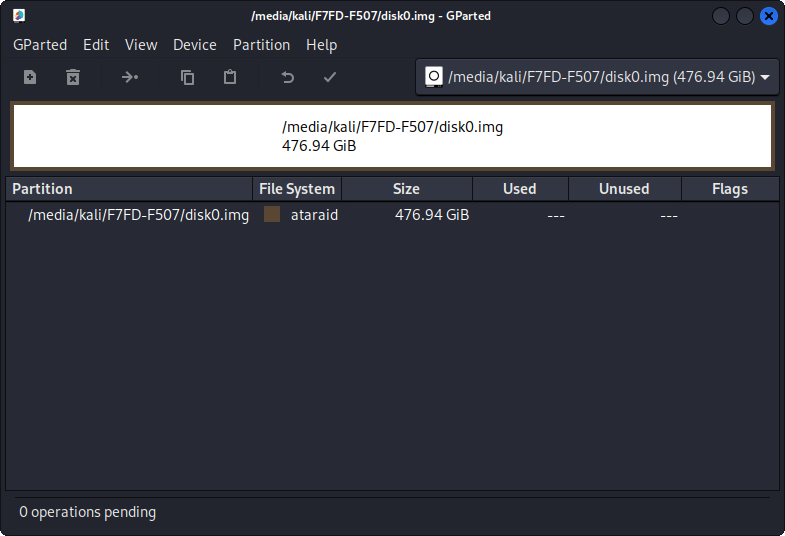 /media/kali/F7FD-F507/disk0.img - GParted
GParted Edit View Device Partition Help
/media/kali/F7FD-F507/disk0.img (476.94 GiB)
/media/kali/F7FD-F507/disk0.img
476.94 GiB
Partition File System Size Used Unused Flags
/media/kali/F7FD-F507/disk0.img ataraid 476.94 GiB --- ---
0 operations pending